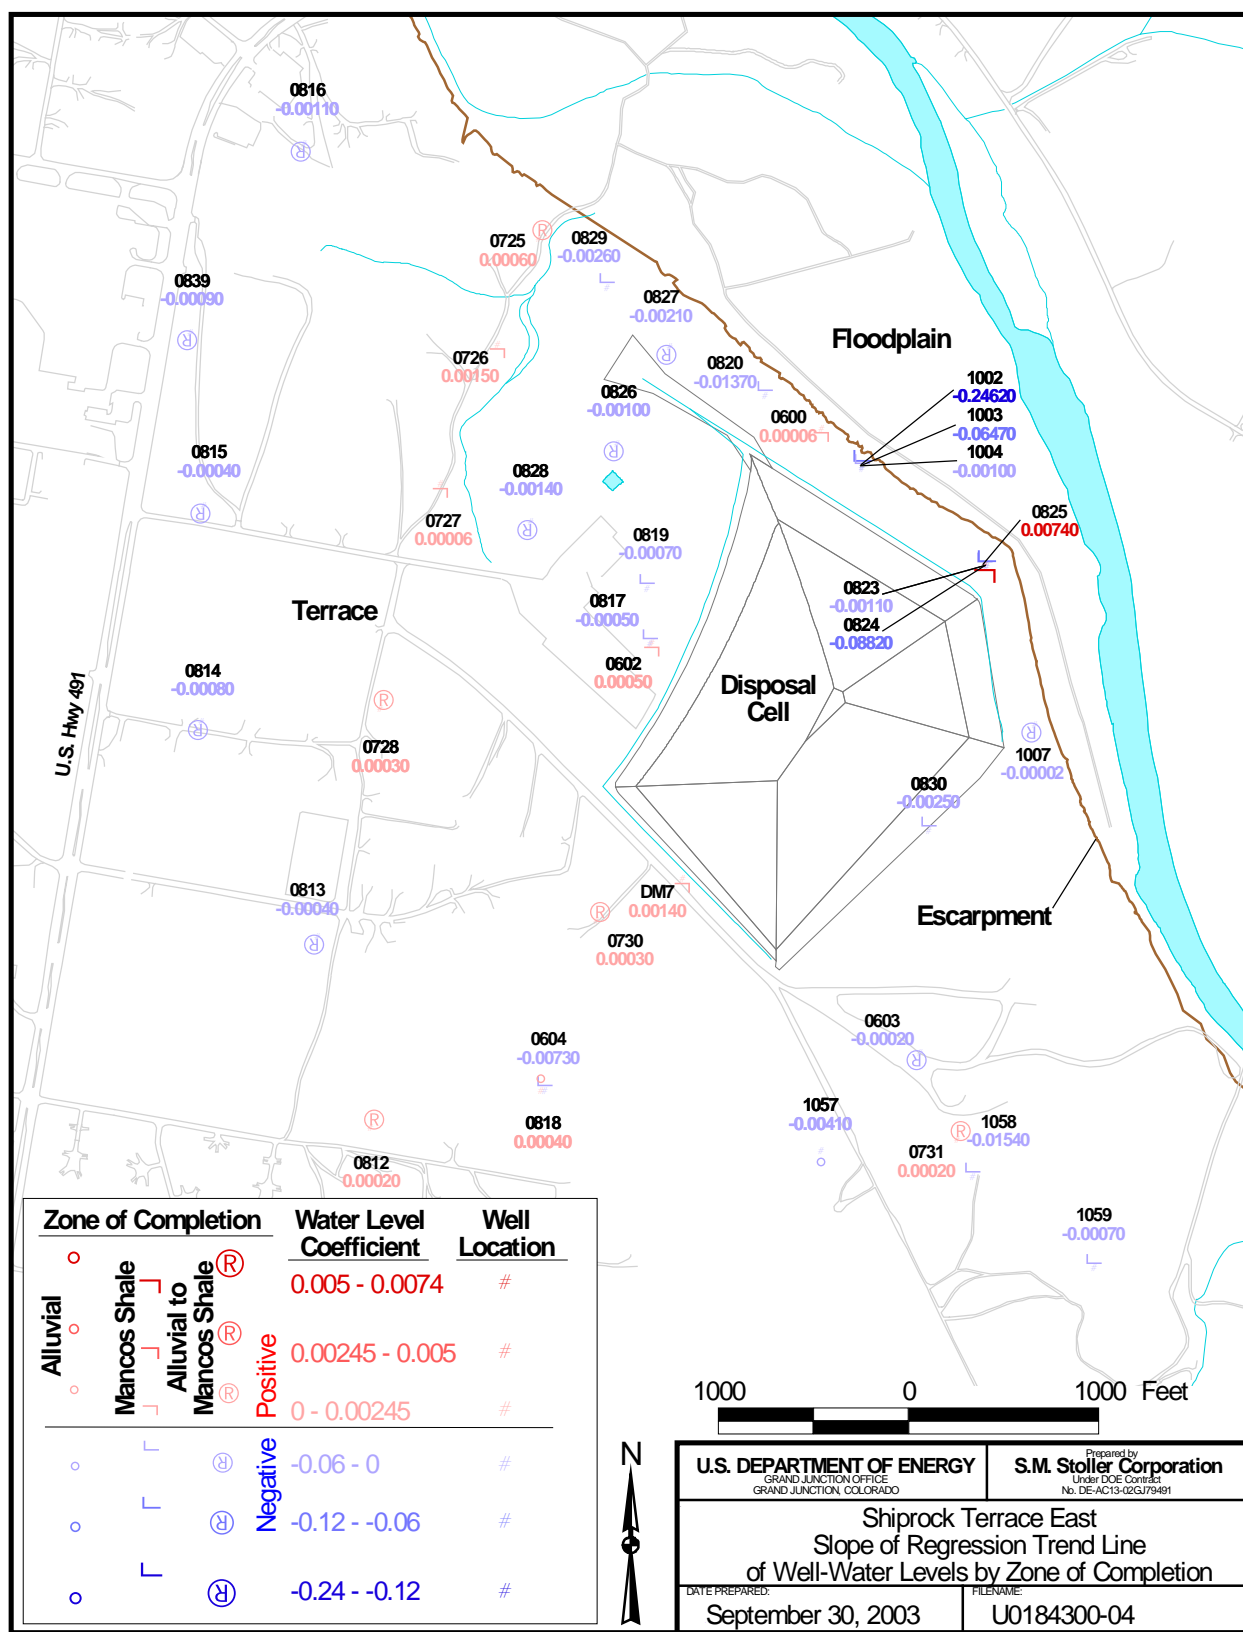 0816
-0.00110
0725
0.00060
0829
-0.00260
0839
-0.00090
0827
-0.00210
Floodplain
0726
0.00150
0820
-0.01370
1002
-0.24620
0826
-0.00100
0600
0.00006
1003
-0.06470
0815
-0.00040
1004
-0.00100
0828
-0.00140
0727
0.00006
0825
0.00740
0819
-0.00070
0823
-0.00110
Terrace
0817
-0.00050
0824
-0.08820
0602
0.00050
0814
-0.00080
Disposal
Cell
U.S. Hwy 491
0728
0.00030
1007
-0.00002
0830
-0.00250
0813
-0.00040
DM7
0.00140
Escarpment
0730
0.00030
0603
-0.00020
0604
-0.00730
1057
-0.00410
1058
-0.01540
0818
0.00040
0731
0.00020
0812
0.00020
1059
-0.00070
Zone of Completion
Water Level
Coefficient
Well
Location
Alluvial
Mancos Shale
Alluvial to
Mancos Shale
Positive
0.005 - 0.0074 #
0.00245 - 0.005 #
0 - 0.00245 #
Negative
-0.06 - 0 #
-0.12 - -0.06 #
-0.24 - -0.12 #
1000 0 1000 Feet
N
U.S. DEPARTMENT OF ENERGY
GRAND JUNCTION OFFICE
GRAND JUNCTION, COLORADO
Prepared by
S.M. Stoller Corporation
Under DOE Contract
No. DE-AC13-02GJ79491
Shiprock Terrace East
Slope of Regression Trend Line
of Well-Water Levels by Zone of Completion
DATE PREPARED:
September 30, 2003
FILENAME:
U0184300-04